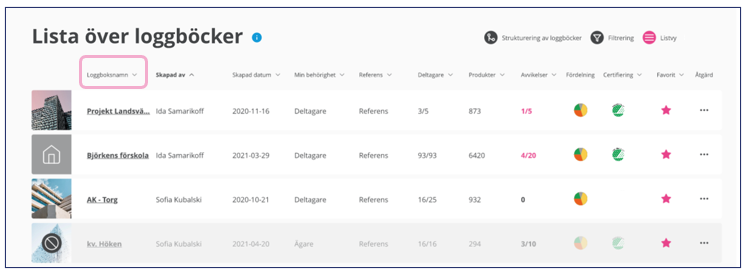 Lista över loggböcker
Strukturering av loggböcker Filtrering Listvy
Loggboksnamn Skapad av Skapad datum Min behörighet Referens Deltagare Produkter Avvikelser Fördelning Certifiering Favorit Åtgärd
Projekt Landsvä... Ida Samarikoff 2020-11-16 Deltagare Referens 3/5 873 1/5
Björkens förskola Ida Samarikoff 2021-03-29 Deltagare Referens 93/93 6420 4/20
AK - Torg Sofia Kubalski 2020-10-21 Deltagare Referens 16/25 932 0
kv. Höken Sofia Kubalski 2021-04-20 Ägare Referens 16/16 294 3/10